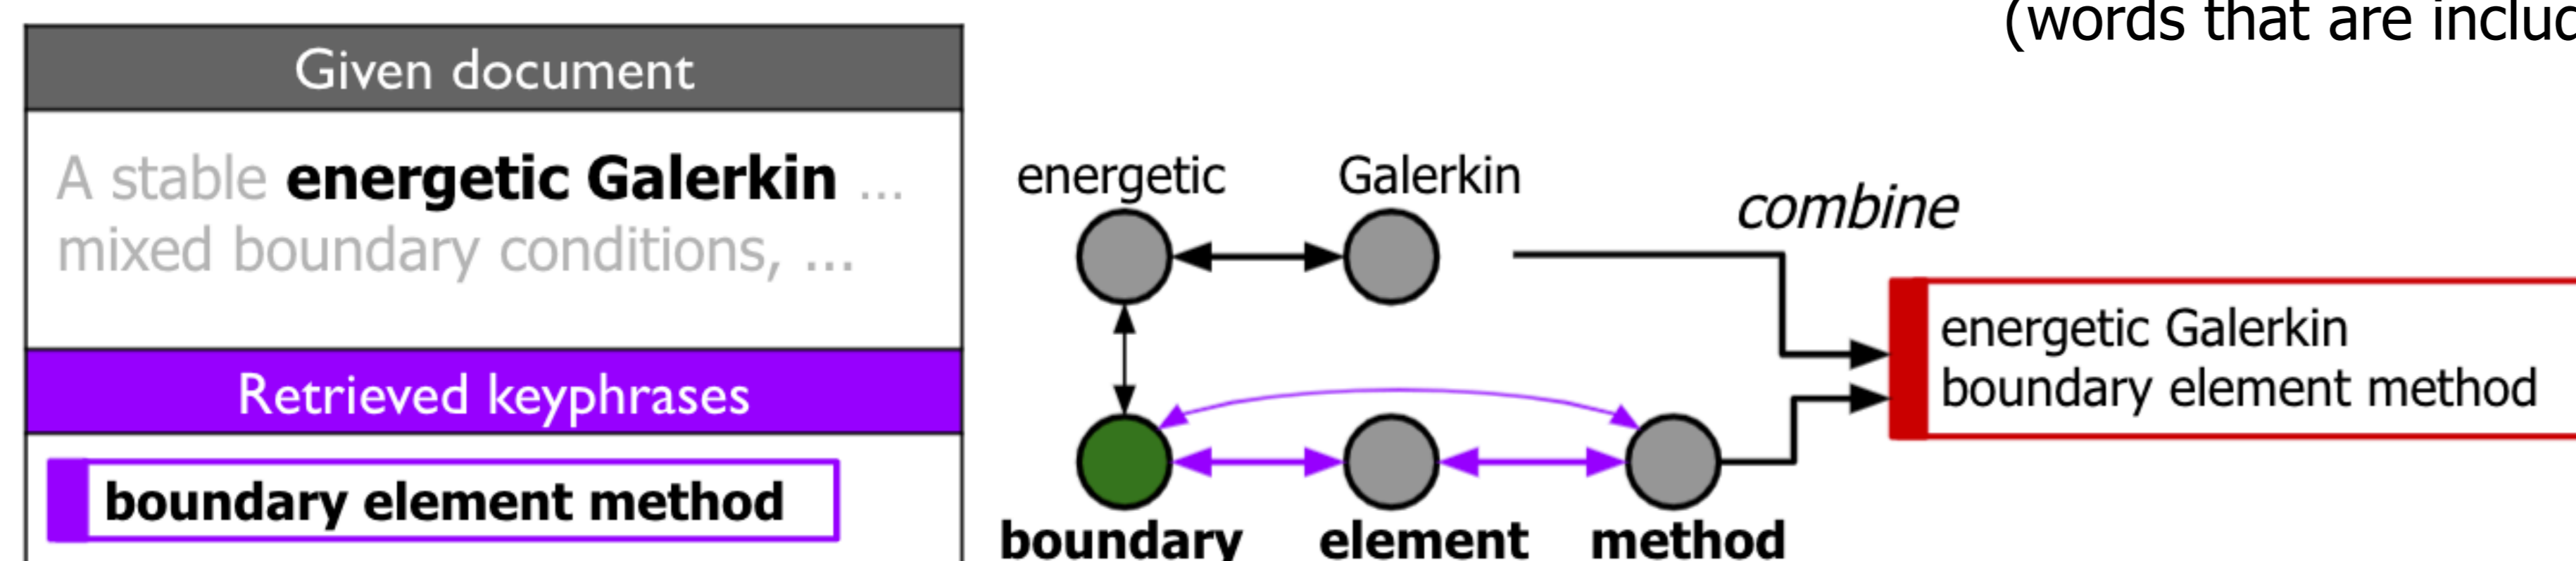 (words that are includ
Given document
A stable energetic Galerkin ...
mixed boundary conditions, ...
Retrieved keyphrases
boundary element method
energetic
Galerkin
combine
boundary
element
method
energetic Galerkin
boundary element method